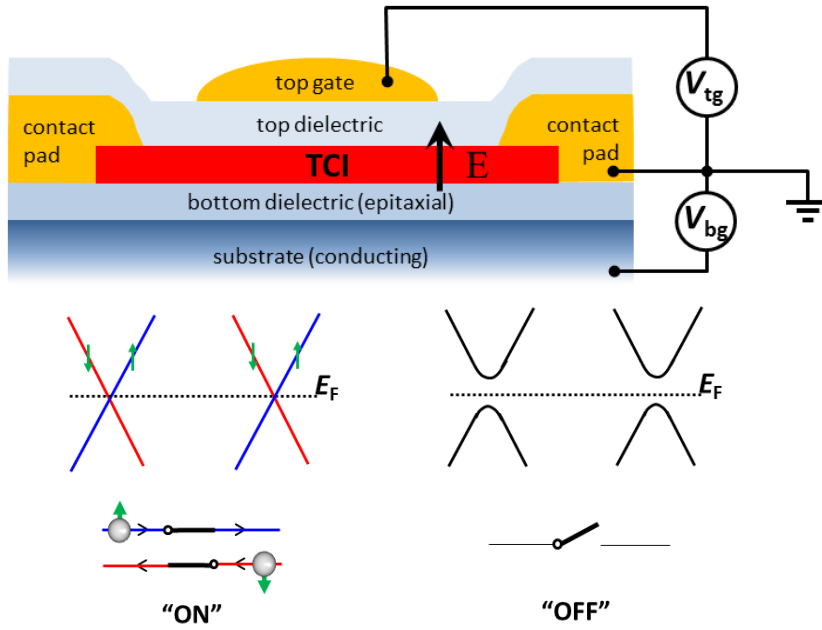 top gate
V_tg
contact
pad
top dielectric
contact
pad
TCI
E
bottom dielectric (epitaxial)
V_bg
substrate (conducting)
E_F
E_F
“ON”
“OFF”